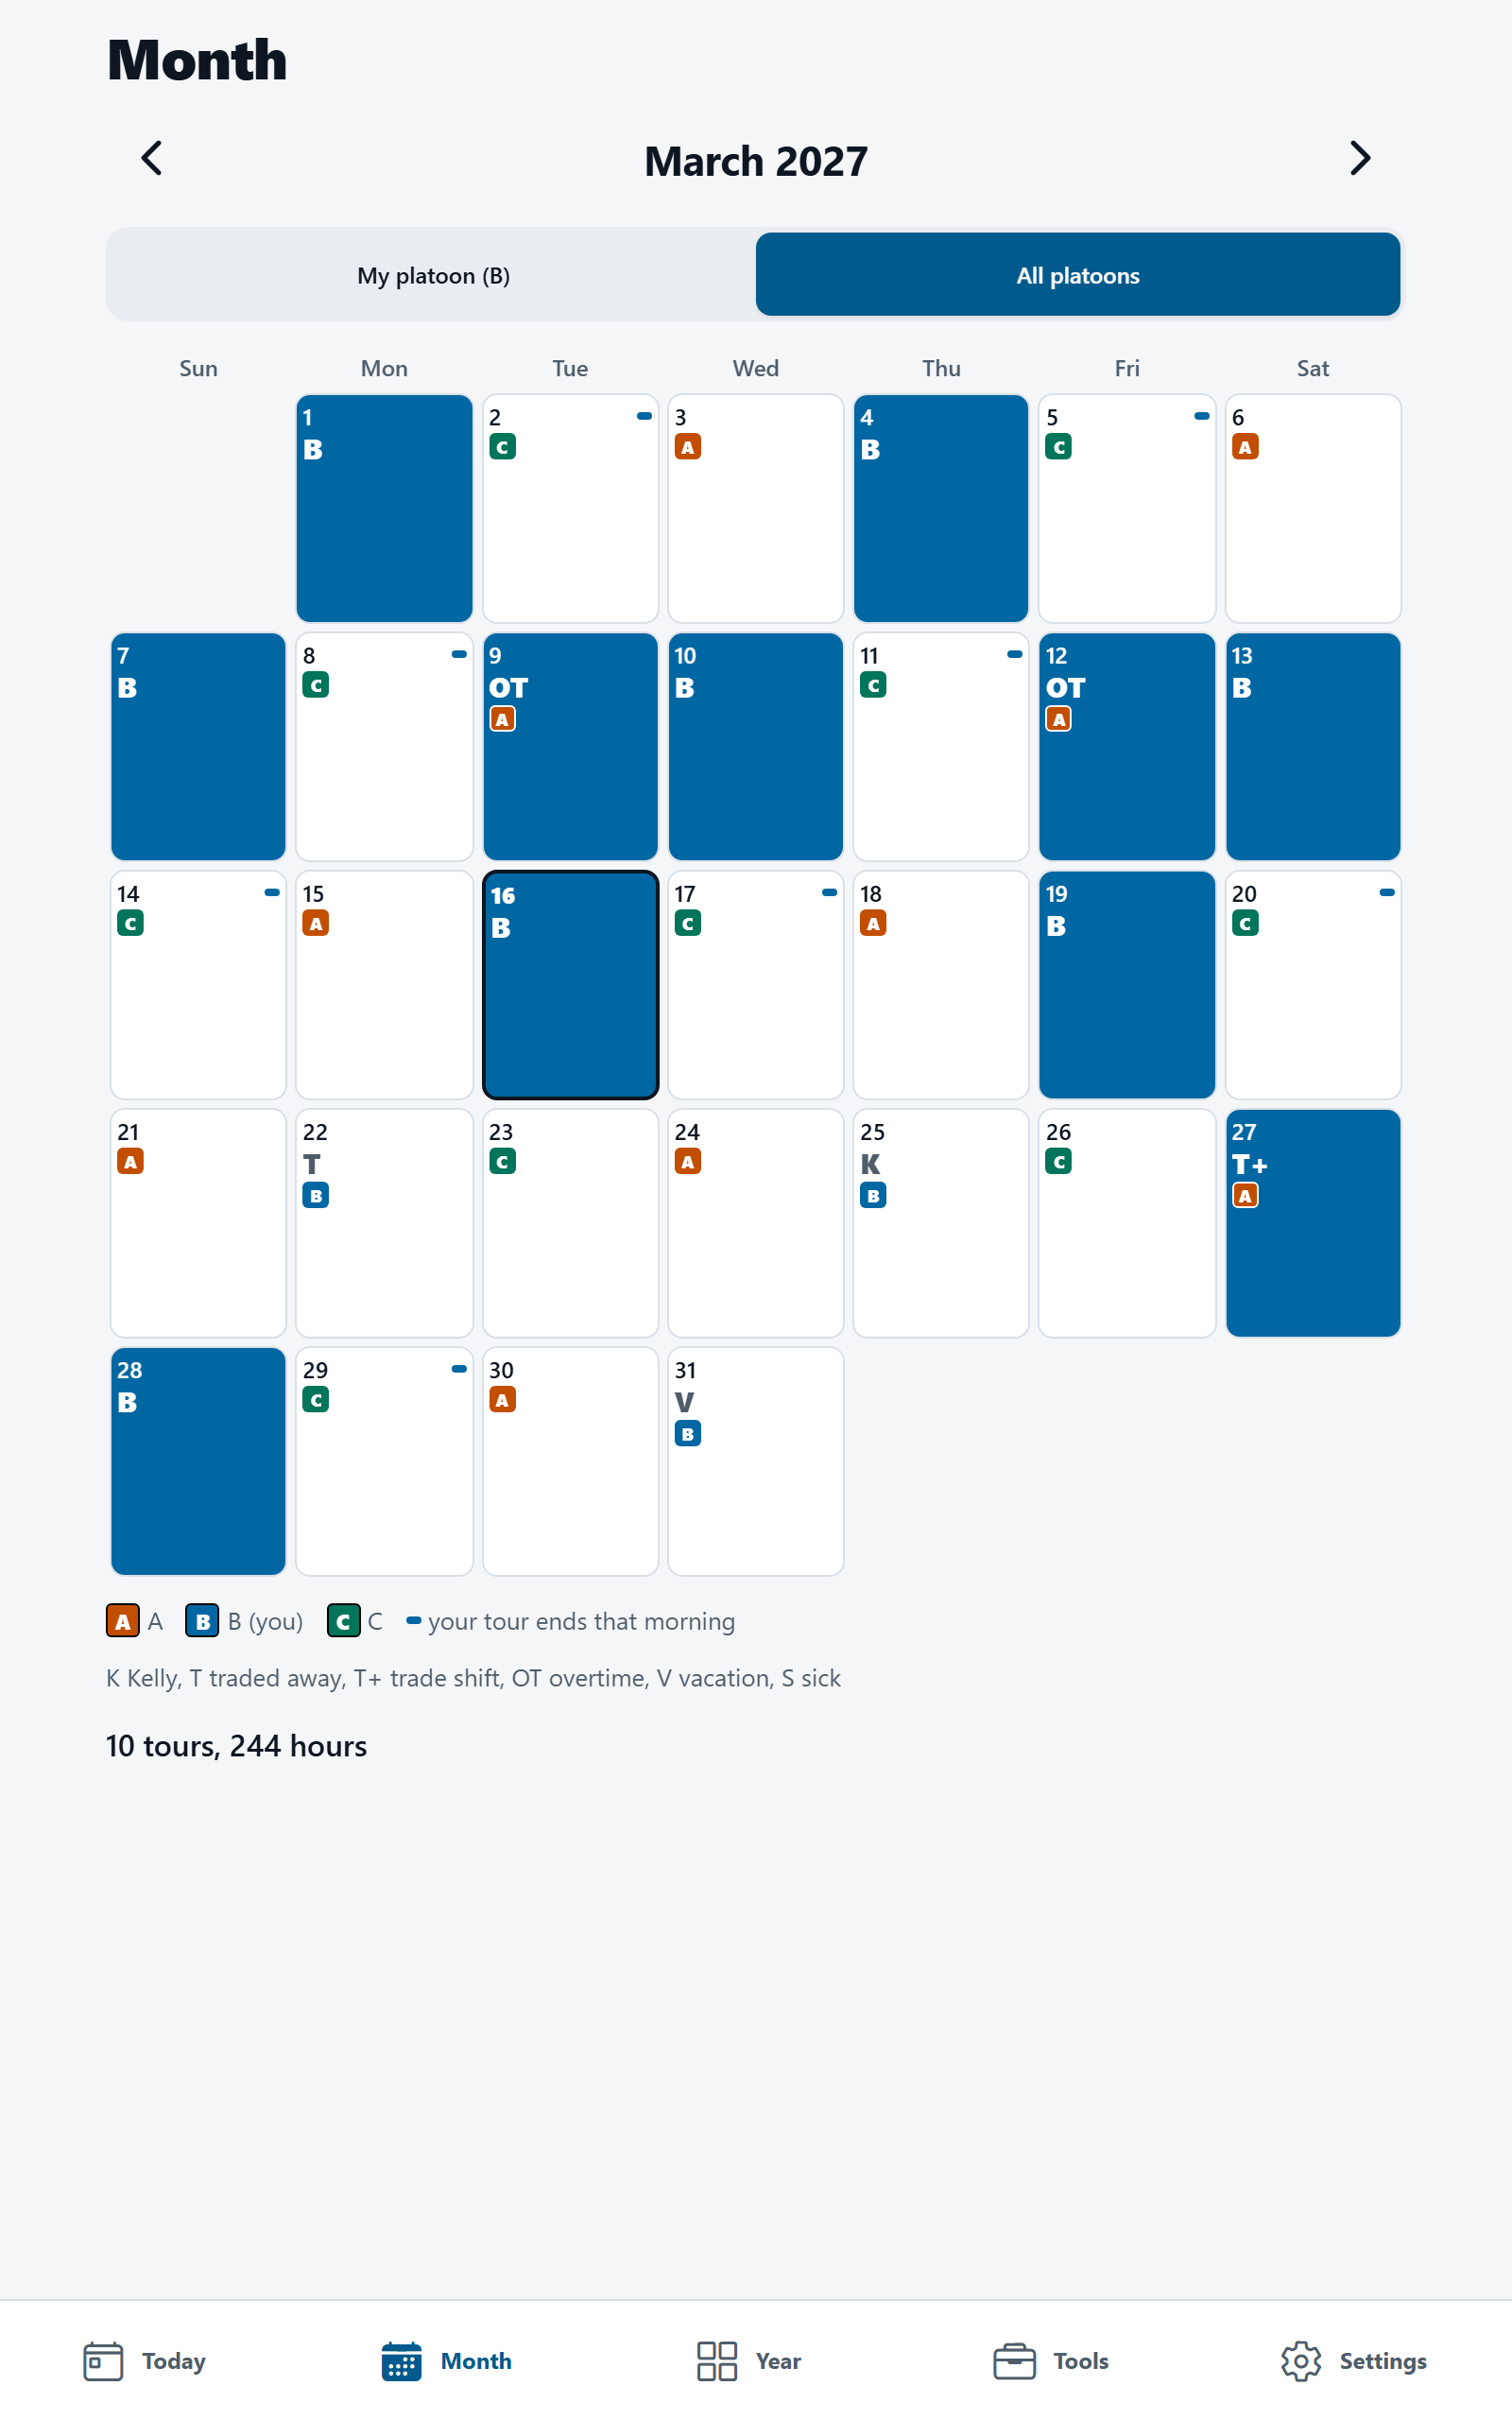 Month
March 2027
My platoon (B) All platoons
Sun Mon Tue Wed Thu Fri Sat
1 2 3 4 5 6
B C A B C A
7 8 9 10 11 12 13
B C OT B C OT B
A A
14 15 16 17 18 19 20
C A B C A B C
21 22 23 24 25 26 27
A T C A K C T+
B B A
28 29 30 31
B C A V
B
A A B B (you) C C your tour ends that morning
K Kelly, T traded away, T+ trade shift, OT overtime, V vacation, S sick
10 tours, 244 hours
Today Month Year Tools Settings